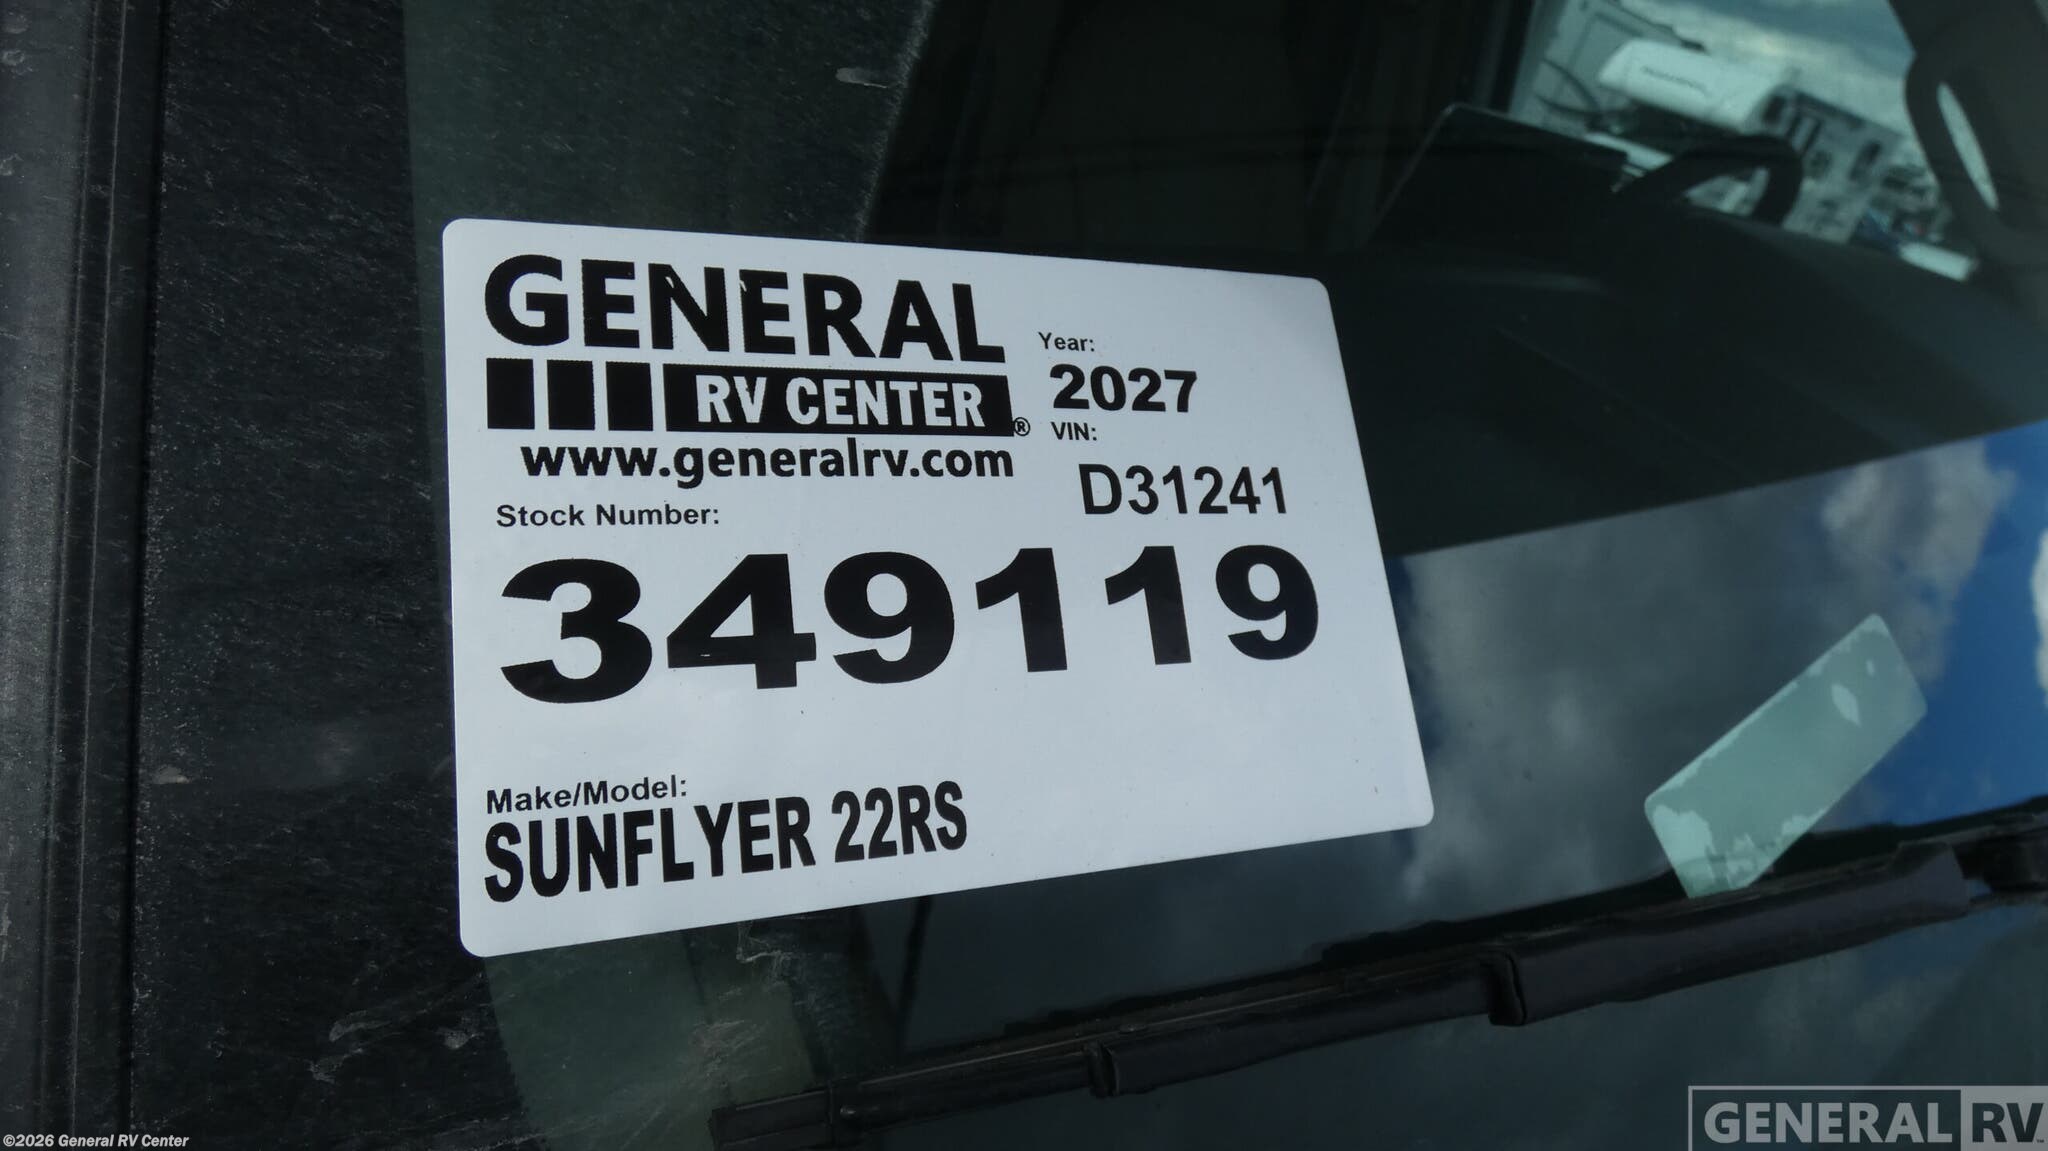 GENERAL
RV CENTER®
www.generalrv.com
Year:
2027
VIN:
D31241
Stock Number:
349119
Make/Model:
SUNFLYER 22RS
©2026 General RV Center
GENERAL RV™